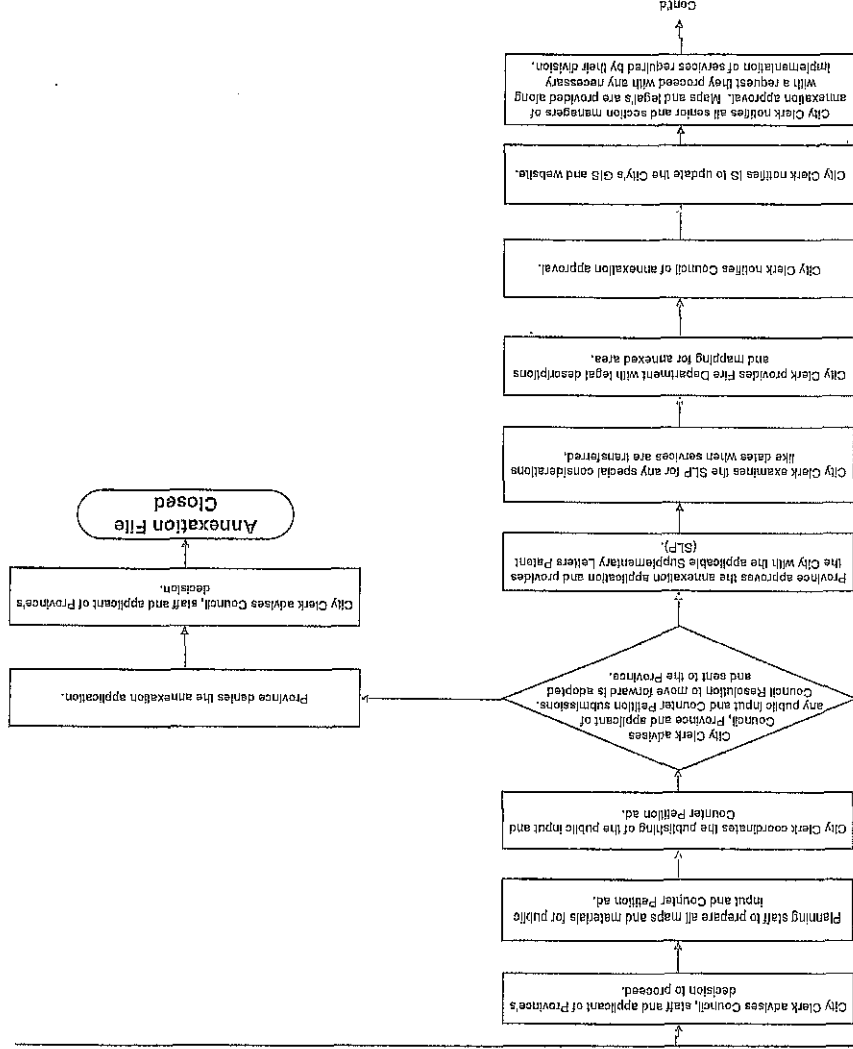 City Clerk advises Council, staff and applicant of Province's
decision to proceed.
Planning staff to prepare all maps and materials for public
input and Counter Petition ad.
City Clerk coordinates the publishing of the public input and
Counter Petition ad.
City Clerk advises
Council, Province and applicant of
any public input and Counter Petition submissions.
Council Resolution to move forward is adopted
and sent to the Province.
Province denies the annexation application.
City Clerk advises Council, staff and applicant of Province's
decision.
Annexation File
Closed
Province approves the annexation application and provides
the City with the applicable Supplementary Letters Patent
(SLP).
City Clerk examines the SLP for any special considerations
like dates when services are transferred.
City Clerk provides Fire Department with legal descriptions
and mapping for annexed area.
City Clerk notifies Council of annexation approval.
City Clerk notifies IS to update the City's GIS and website.
City Clerk notifies all senior and section managers of
annexation approval. Maps and legal's are provided along
with a request they proceed with any necessary
implementation of services required by their division.
Cont'd